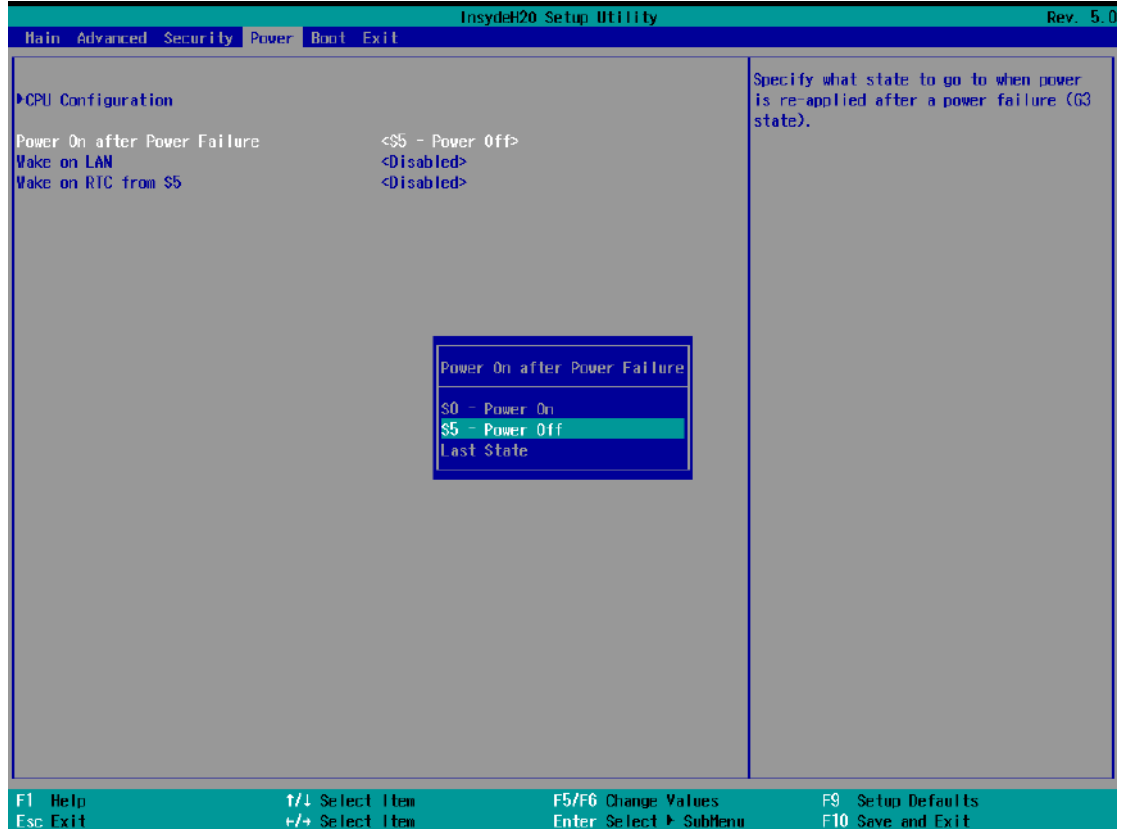 InsydeH20 Setup Utility Rev. 5.0
Main Advanced Security Power Boot Exit
▶CPU Configuration
Power On after Power Failure <S5 - Power Off>
Wake on LAN <Disabled>
Wake on RTC from S5 <Disabled>
Specify what state to go to when power
is re-applied after a power failure (G3
state).
Power On after Power Failure
S0 - Power On
S5 - Power Off
Last State
F1 Help ↑/↓ Select Item F5/F6 Change Values F9 Setup Defaults
Esc Exit ←/→ Select Item Enter Select ▶ SubMenu F10 Save and Exit